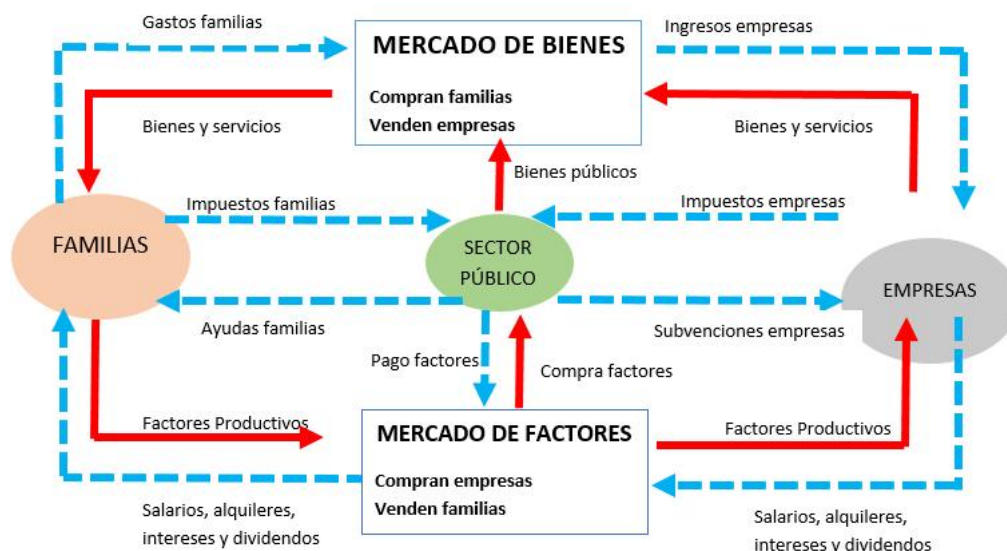 Gastos familias
MERCADO DE BIENES
Ingresos empresas
Compran familias
Venden empresas
Bienes y servicios
Bienes y servicios
Bienes públicos
Impuestos familias
Impuestos empresas
FAMILIAS
SECTOR
PÚBLICO
EMPRESAS
Ayudas familias
Subvenciones empresas
Pago factores
Compra factores
Factores Productivos
MERCADO DE FACTORES
Factores Productivos
Compran empresas
Venden familias
Salarios, alquileres,
intereses y dividendos
Salarios, alquileres,
intereses y dividendos